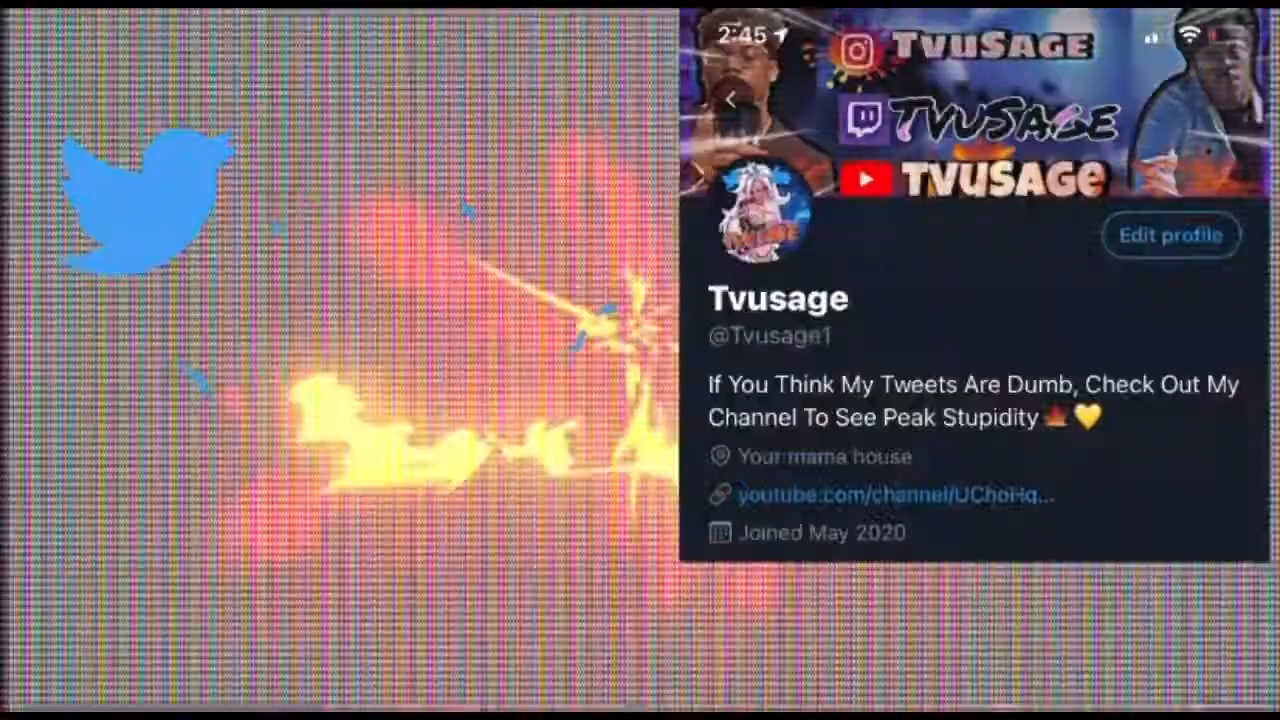 2:45
TvuSage
TvuSage
TvuSage
Edit profile
Tvusage
@Tvusage1
If You Think My Tweets Are Dumb, Check Out My
Channel To See Peak Stupidity
Your mama house
youtube.com/channel/UChoHq...
Joined May 2020